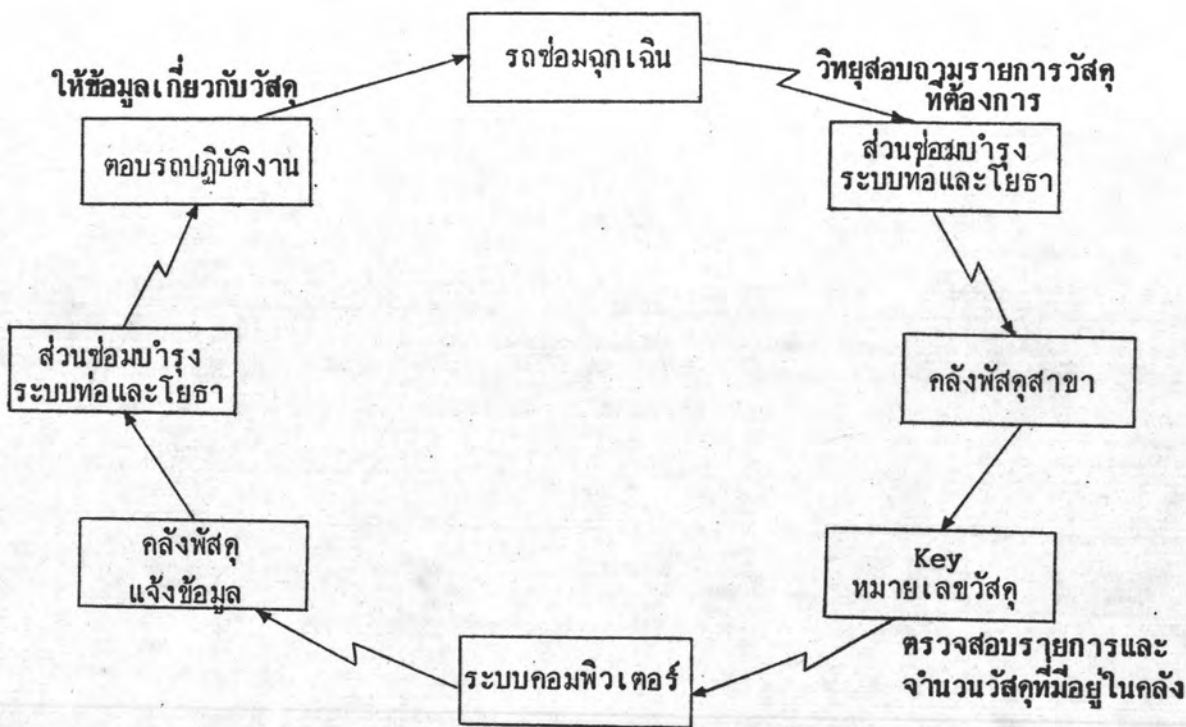 รถซ่อมฉุกเฉิน
วิทยุสอบถามรายการวัสดุ
ที่ต้องการ
ส่วนซ่อมบำรุง
ระบบท่อและโยธา
คลังพัสดุสาขา
Key
หมายเลขวัสดุ
ตรวจสอบรายการและ
จำนวนวัสดุที่มีอยู่ในคลัง
ระบบคอมพิวเตอร์
คลังพัสดุ
แจ้งข้อมูล
ส่วนซ่อมบำรุง
ระบบท่อและโยธา
ตอบรถปฏิบัติงาน
ให้ข้อมูลเกี่ยวกับวัสดุ